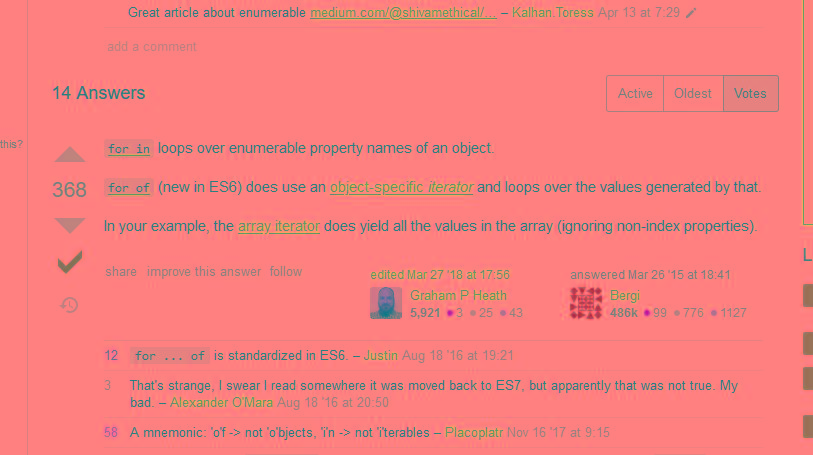 Great article about enumerable medium.com/@shivamethical/... – Kalhan.Toress Apr 13 at 7:29
add a comment
14 Answers
Active Oldest Votes
this?
for in loops over enumerable property names of an object.
368
for of (new in ES6) does use an object-specific iterator and loops over the values generated by that.
In your example, the array iterator does yield all the values in the array (ignoring non-index properties).
share improve this answer follow
edited Mar 27 '18 at 17:56
Graham P Heath
5,921 3 25 43
answered Mar 26 '15 at 18:41
Bergi
486k 99 776 1127
L
12 for ... of is standardized in ES6. – Justin Aug 18 '16 at 19:21
3 That's strange, I swear I read somewhere it was moved back to ES7, but apparently that was not true. My
bad. – Alexander O'Mara Aug 18 '16 at 20:50
58 A mnemonic: 'o'f -> not 'o'bjects, 'i'n -> not 'i'terables – Placoplatr Nov 16 '17 at 9:15